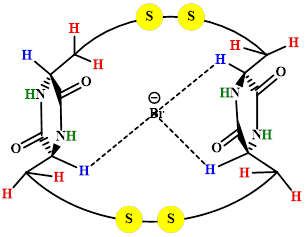 S S
H H H
H H H
HN O HN O
⊖
Br
O NH O NH
H H
H H H H
S S